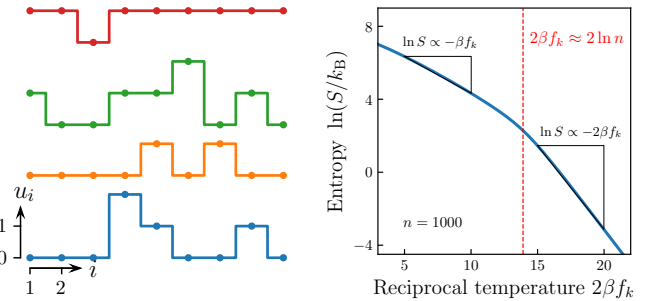 u_i
1
0
i
1 2
Entropy ln(S/k_B)
8
4
0
−4
ln S ∝ −βf_k
2βf_k ≈ 2 ln n
ln S ∝ −2βf_k
n = 1000
5 10 15 20
Reciprocal temperature 2βf_k